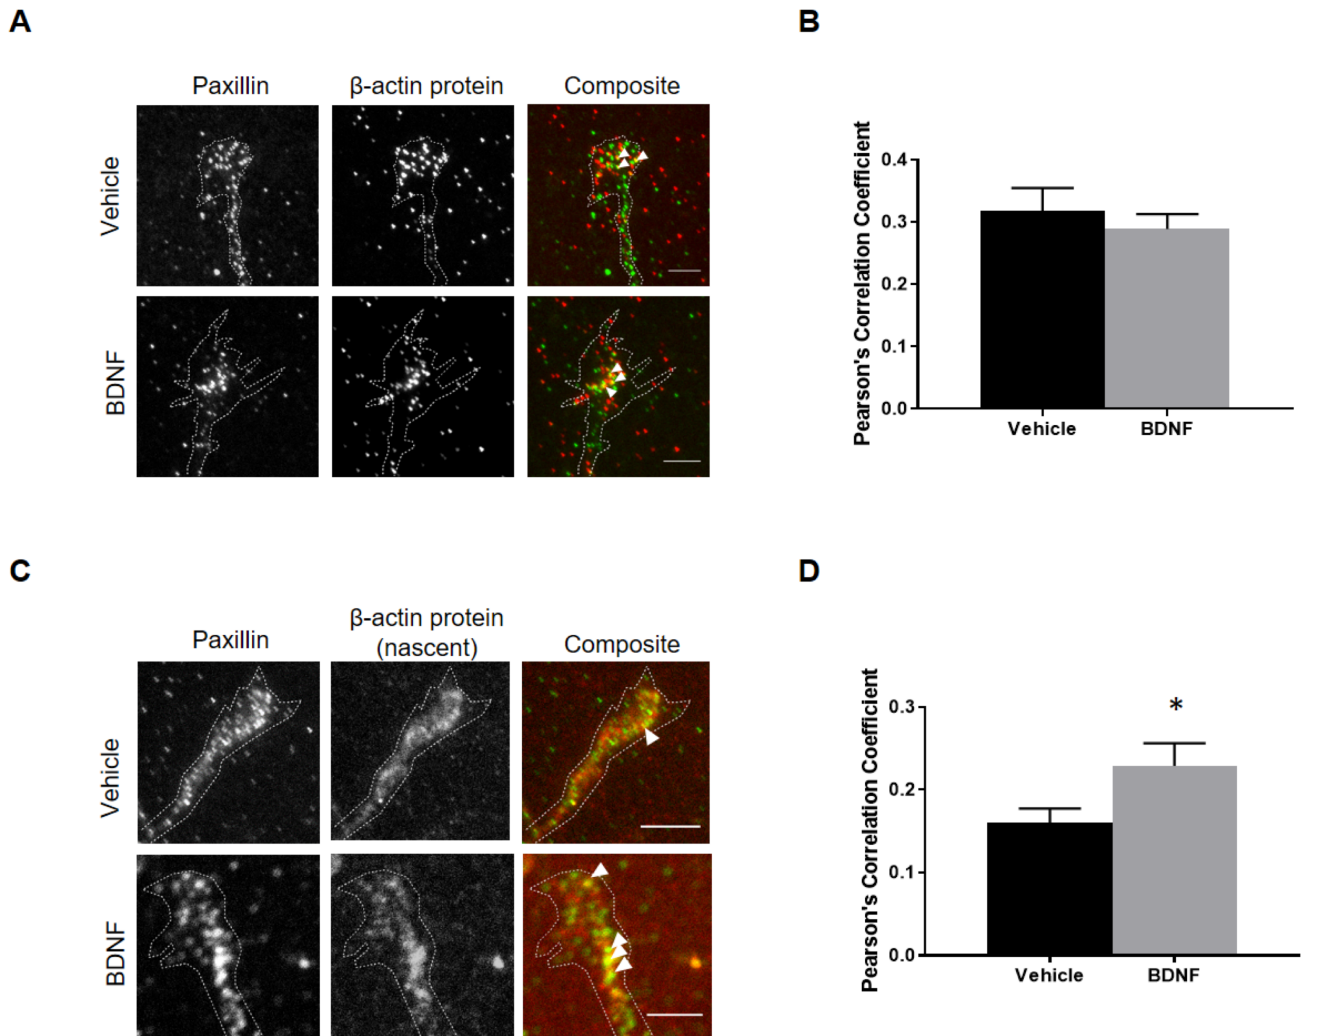 A
B
Paxillin
β-actin protein
Composite
Vehicle
BDNF
Pearson's Correlation Coefficient
0.4
0.3
0.2
0.1
0.0
Vehicle
BDNF
C
D
Paxillin
β-actin protein
(nascent)
Composite
Vehicle
BDNF
Pearson's Correlation Coefficient
0.3
*
0.2
0.1
0.0
Vehicle
BDNF